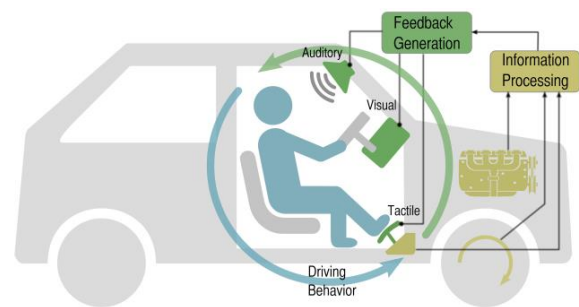 Feedback
Generation
Auditory
Information
Processing
Visual
Tactile
Driving
Behavior